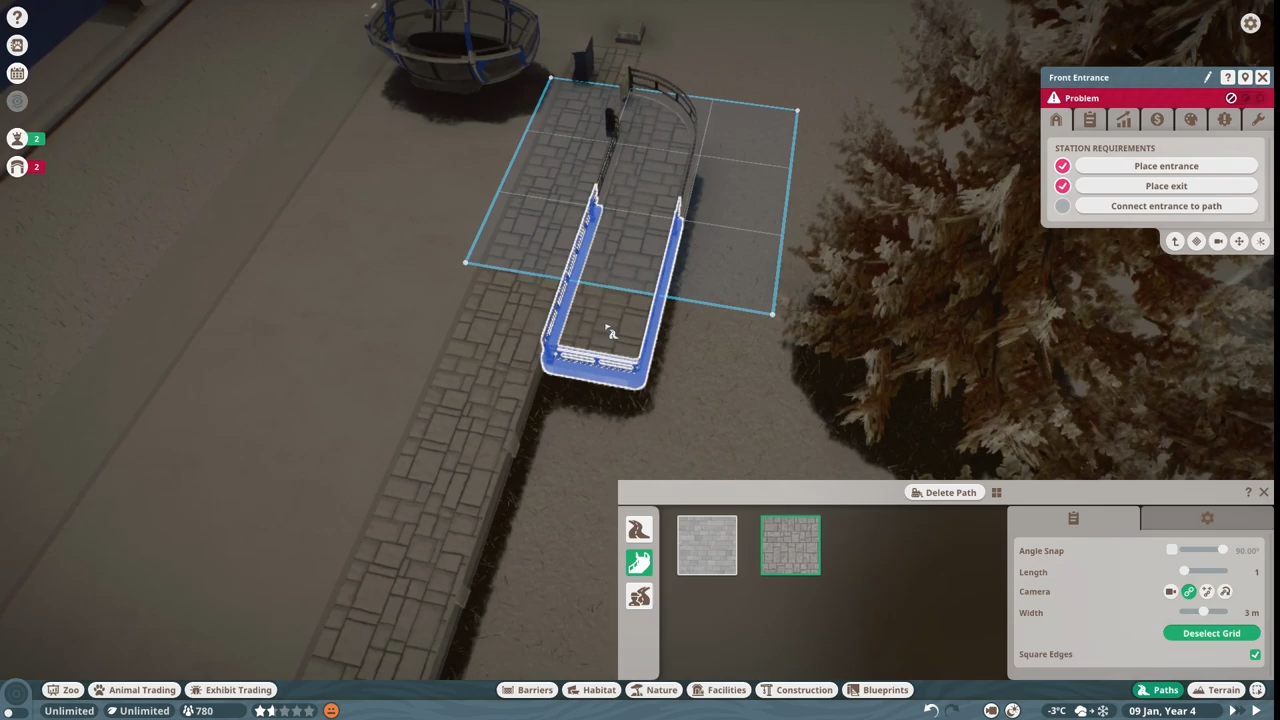 ?
Front Entrance
?
Problem
STATION REQUIREMENTS
Place entrance
Place exit
Connect entrance to path
2
2
Delete Path
?
Angle Snap
90.00°
Length
1
Camera
Width
3 m
Deselect Grid
Square Edges
Zoo
Animal Trading
Exhibit Trading
Barriers
Habitat
Nature
Facilities
Construction
Blueprints
Paths
Terrain
Unlimited
Unlimited
780
-3°C
09 Jan, Year 4